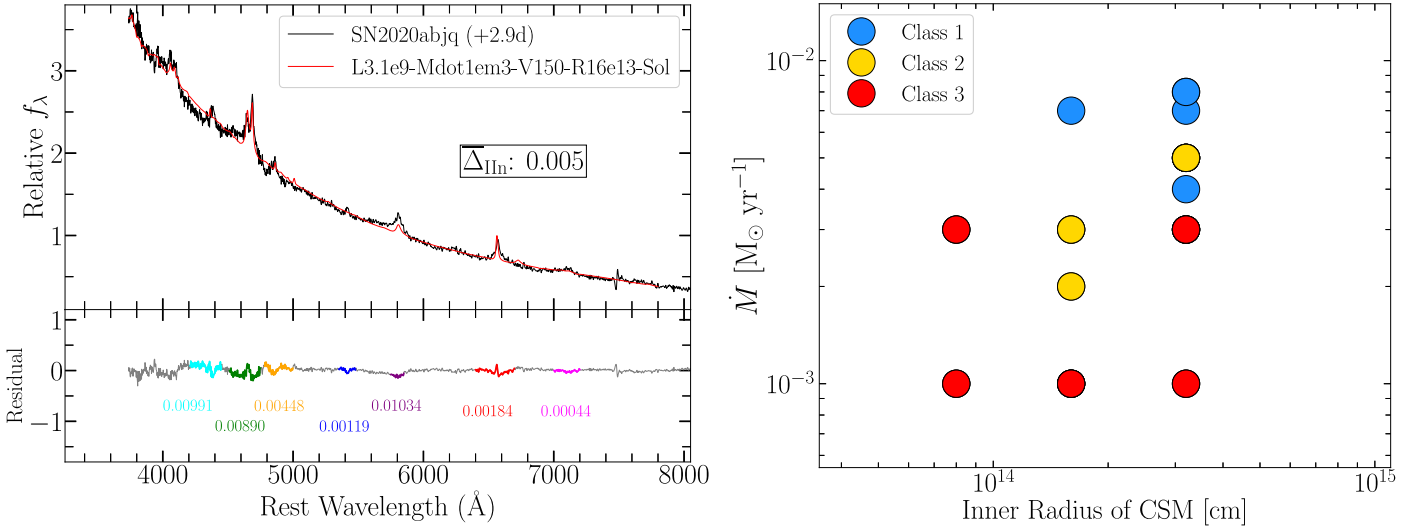 SN2020abjq (+2.9d)
L3.1e9-Mdot1em3-V150-R16e13-Sol
Δ̅_IIn: 0.005
Relative f_λ
3
2
1
1
0
−1
Residual
0.00991
0.00890
0.00448
0.00119
0.01034
0.00184
0.00044
4000 5000 6000 7000 8000
Rest Wavelength (Å)
Class 1
Class 2
Class 3
10⁻²
10⁻³
Ṁ [M⊙ yr⁻¹]
10¹⁴ 10¹⁵
Inner Radius of CSM [cm]